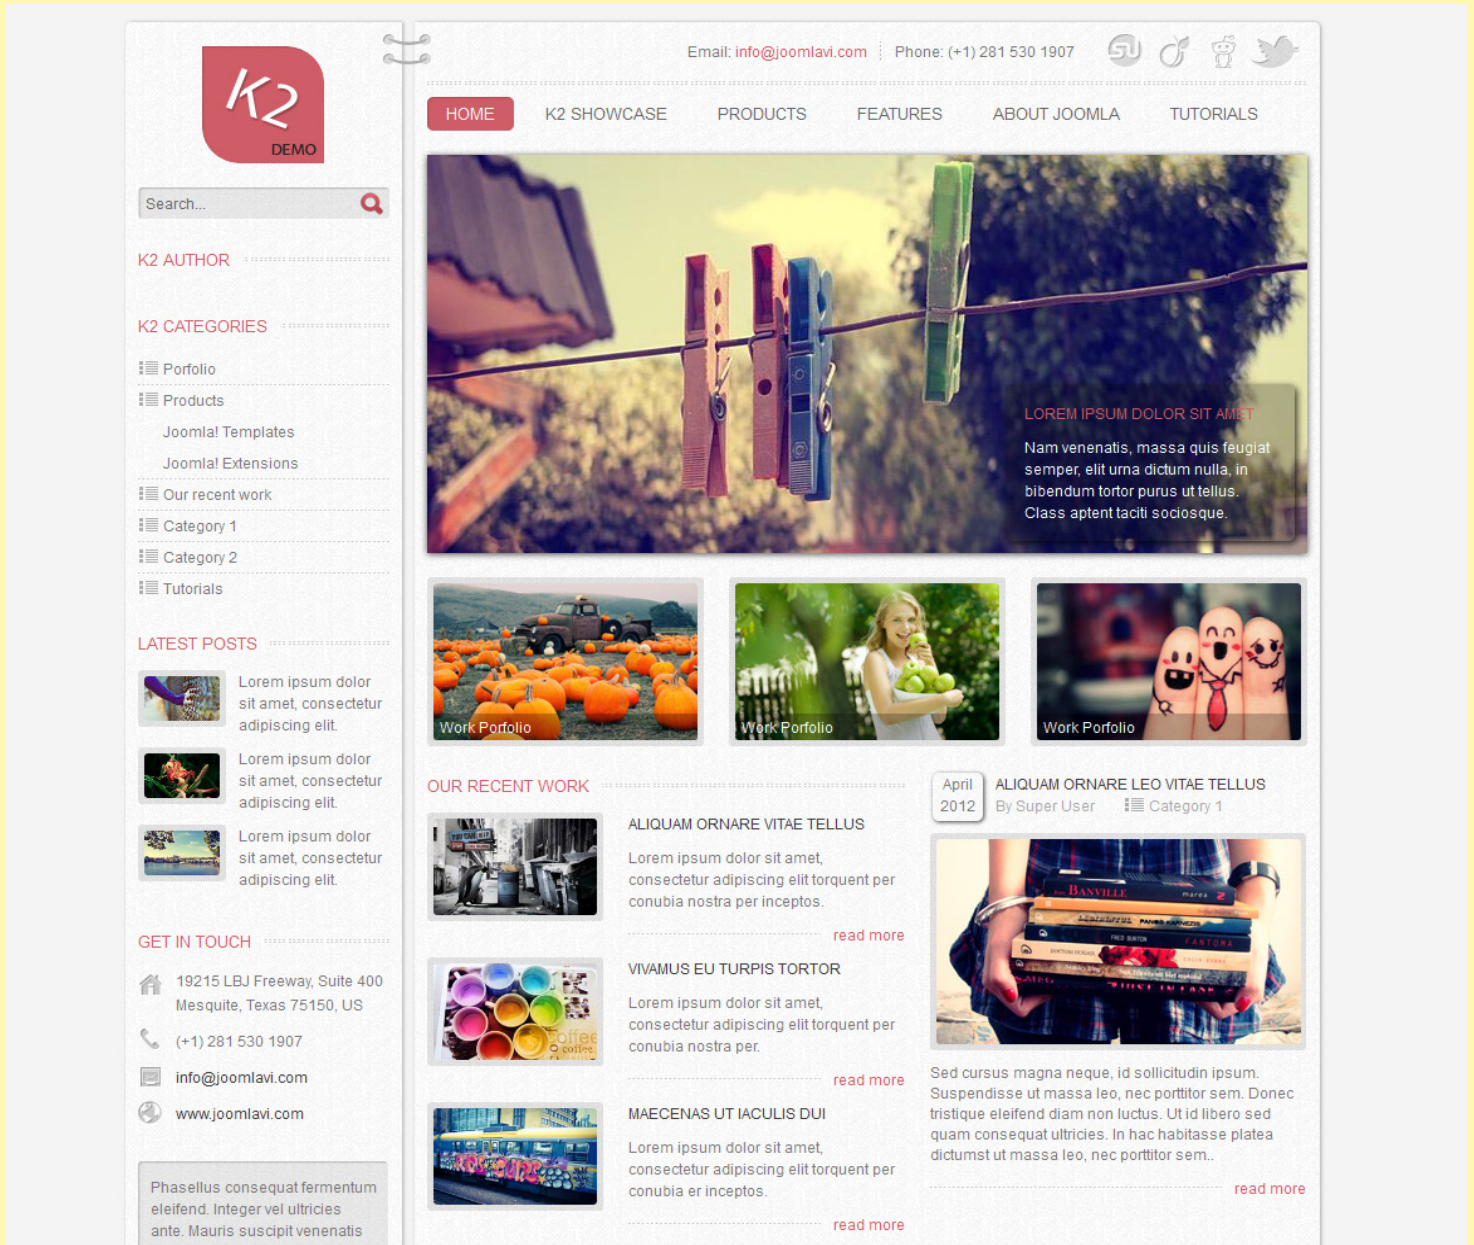 K2
DEMO
Search...
K2 AUTHOR
K2 CATEGORIES
Porfolio
Products
Joomla! Templates
Joomla! Extensions
Our recent work
Category 1
Category 2
Tutorials
LATEST POSTS
Lorem ipsum dolor
sit amet, consectetur
adipiscing elit.
Lorem ipsum dolor
sit amet, consectetur
adipiscing elit.
Lorem ipsum dolor
sit amet, consectetur
adipiscing elit.
GET IN TOUCH
19215 LBJ Freeway, Suite 400
Mesquite, Texas 75150, US
(+1) 281 530 1907
info@joomlavi.com
www.joomlavi.com
Phasellus consequat fermentum
eleifend. Integer vel ultricies
ante. Mauris suscipit venenatis
Email: info@joomlavi.com
Phone: (+1) 281 530 1907
HOME
K2 SHOWCASE
PRODUCTS
FEATURES
ABOUT JOOMLA
TUTORIALS
LOREM IPSUM DOLOR SIT AMET
Nam venenatis, massa quis feugiat
semper, elit urna dictum nulla, in
bibendum tortor purus ut tellus.
Class aptent taciti sociosque.
Work Porfolio
Work Porfolio
Work Porfolio
OUR RECENT WORK
ALIQUAM ORNARE VITAE TELLUS
Lorem ipsum dolor sit amet,
consectetur adipiscing elit torquent per
conubia nostra per inceptos.
read more
VIVAMUS EU TURPIS TORTOR
Lorem ipsum dolor sit amet,
consectetur adipiscing elit torquent per
conubia nostra per.
read more
coffee
MAECENAS UT IACULIS DUI
Lorem ipsum dolor sit amet,
consectetur adipiscing elit torquent per
conubia er inceptos.
read more
April
2012
ALIQUAM ORNARE LEO VITAE TELLUS
By Super User
Category 1
BANVILLE
marea
FRED BURTON
FANTOMA
JUST IN CASE
Sed cursus magna neque, id sollicitudin ipsum.
Suspendisse ut massa leo, nec porttitor sem. Donec
tristique eleifend diam non luctus. Ut id libero sed
quam consequat ultricies. In hac habitasse platea
dictumst ut massa leo, nec porttitor sem..
read more